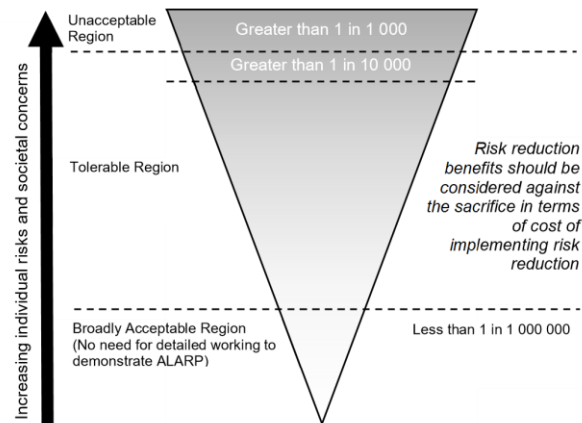 Increasing individual risks and societal concerns
Unacceptable
Region
Greater than 1 in 1 000
Greater than 1 in 10 000
Tolerable Region
Risk reduction
benefits should be
considered against
the sacrifice in terms
of cost of
implementing risk
reduction
Broadly Acceptable Region
(No need for detailed working to
demonstrate ALARP)
Less than 1 in 1 000 000